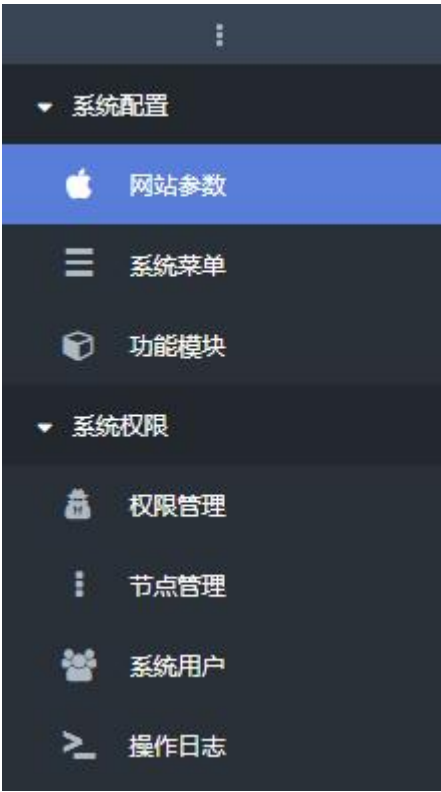 系统配置
网站参数
系统菜单
功能模块
系统权限
权限管理
节点管理
系统用户
操作日志